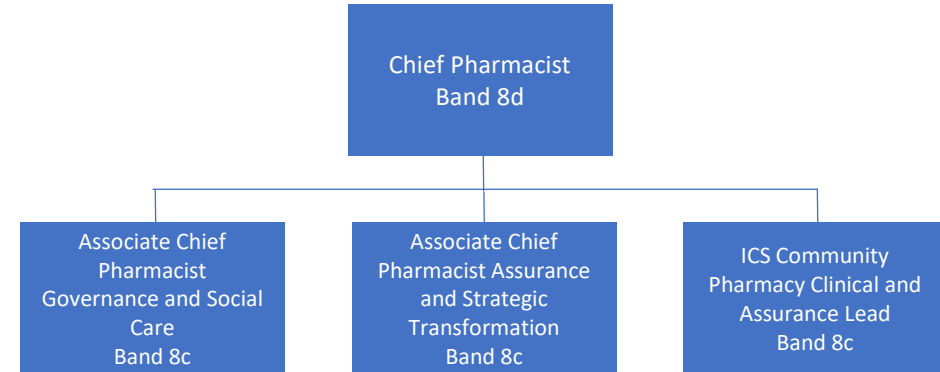 Chief Pharmacist
Band 8d
Associate Chief
Pharmacist
Governance and Social
Care
Band 8c
Associate Chief
Pharmacist Assurance
and Strategic
Transformation
Band 8c
ICS Community
Pharmacy Clinical and
Assurance Lead
Band 8c